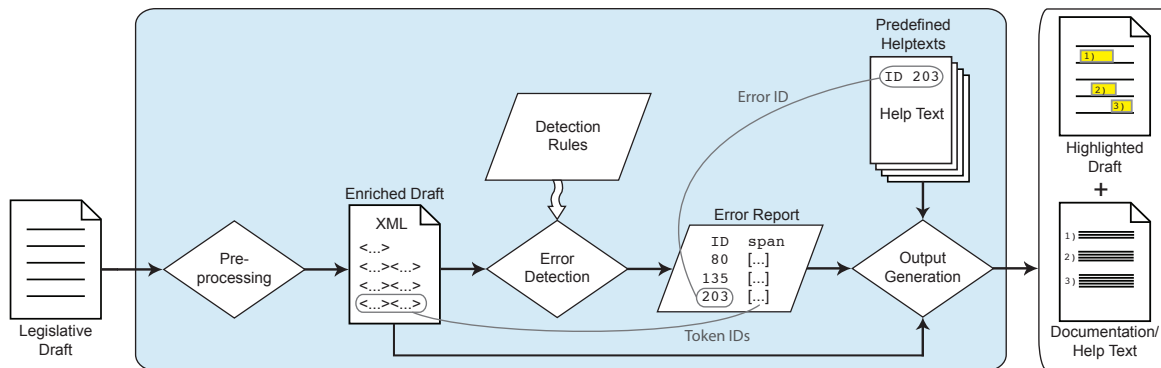 Legislative
Draft
Pre-
processing
Enriched Draft
XML
<...>
<...><...>
<...><...>
<...><...>
Detection
Rules
Error
Detection
Error ID
Token IDs
Error Report
ID span
80 [...]
135 [...]
203 [...]
Predefined
Helptexts
ID 203
Help Text
Output
Generation
1)
2)
3)
Highlighted
Draft
+
1)
2)
3)
Documentation/
Help Text